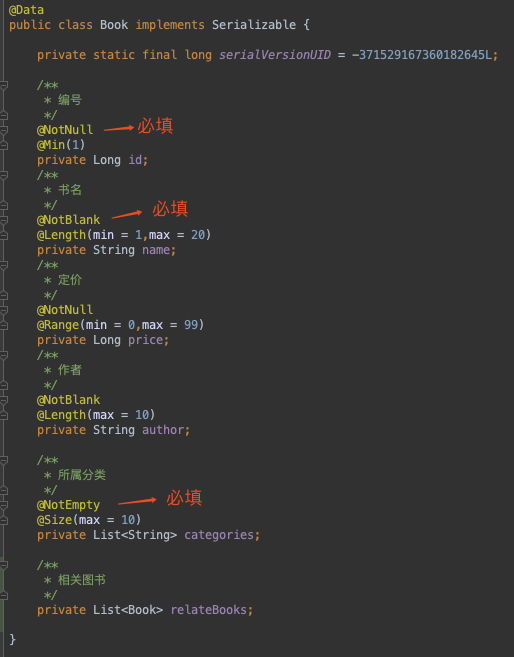 @Data
public class Book implements Serializable {
private static final long serialVersionUID = -371529167360182645L;
/**
* 编号
*/
@NotNull 必填
@Min(1)
private Long id;
/**
* 书名
*/
@NotBlank 必填
@Length(min = 1,max = 20)
private String name;
/**
* 定价
*/
@NotNull
@Range(min = 0,max = 99)
private Long price;
/**
* 作者
*/
@NotBlank
@Length(max = 10)
private String author;
/**
* 所属分类
*/
@NotEmpty 必填
@Size(max = 10)
private List<String> categories;
/**
* 相关图书
*/
private List<Book> relateBooks;
}